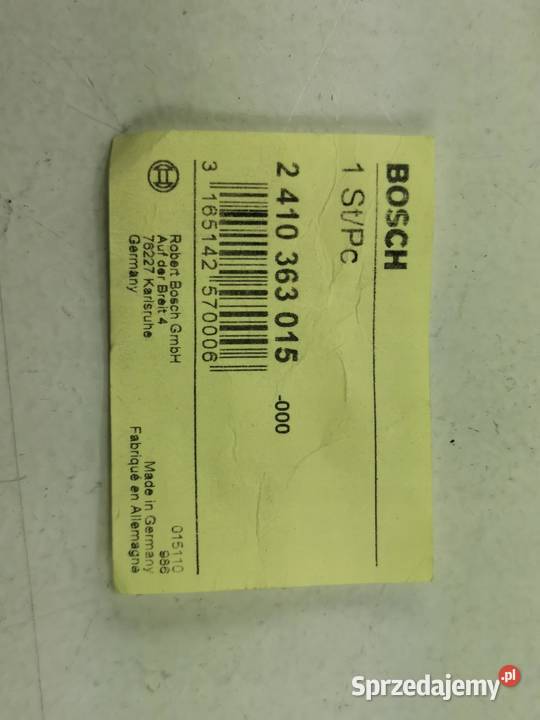 BOSCH
1 St/Pc
2 410 363 015 -000
3 165142 570006
Robert Bosch GmbH
Auf der Breit 4
76227 Karlsruhe
Germany
015110
986
Made in Germany
Fabriqué en Allemagne
Sprzedajemy.pl